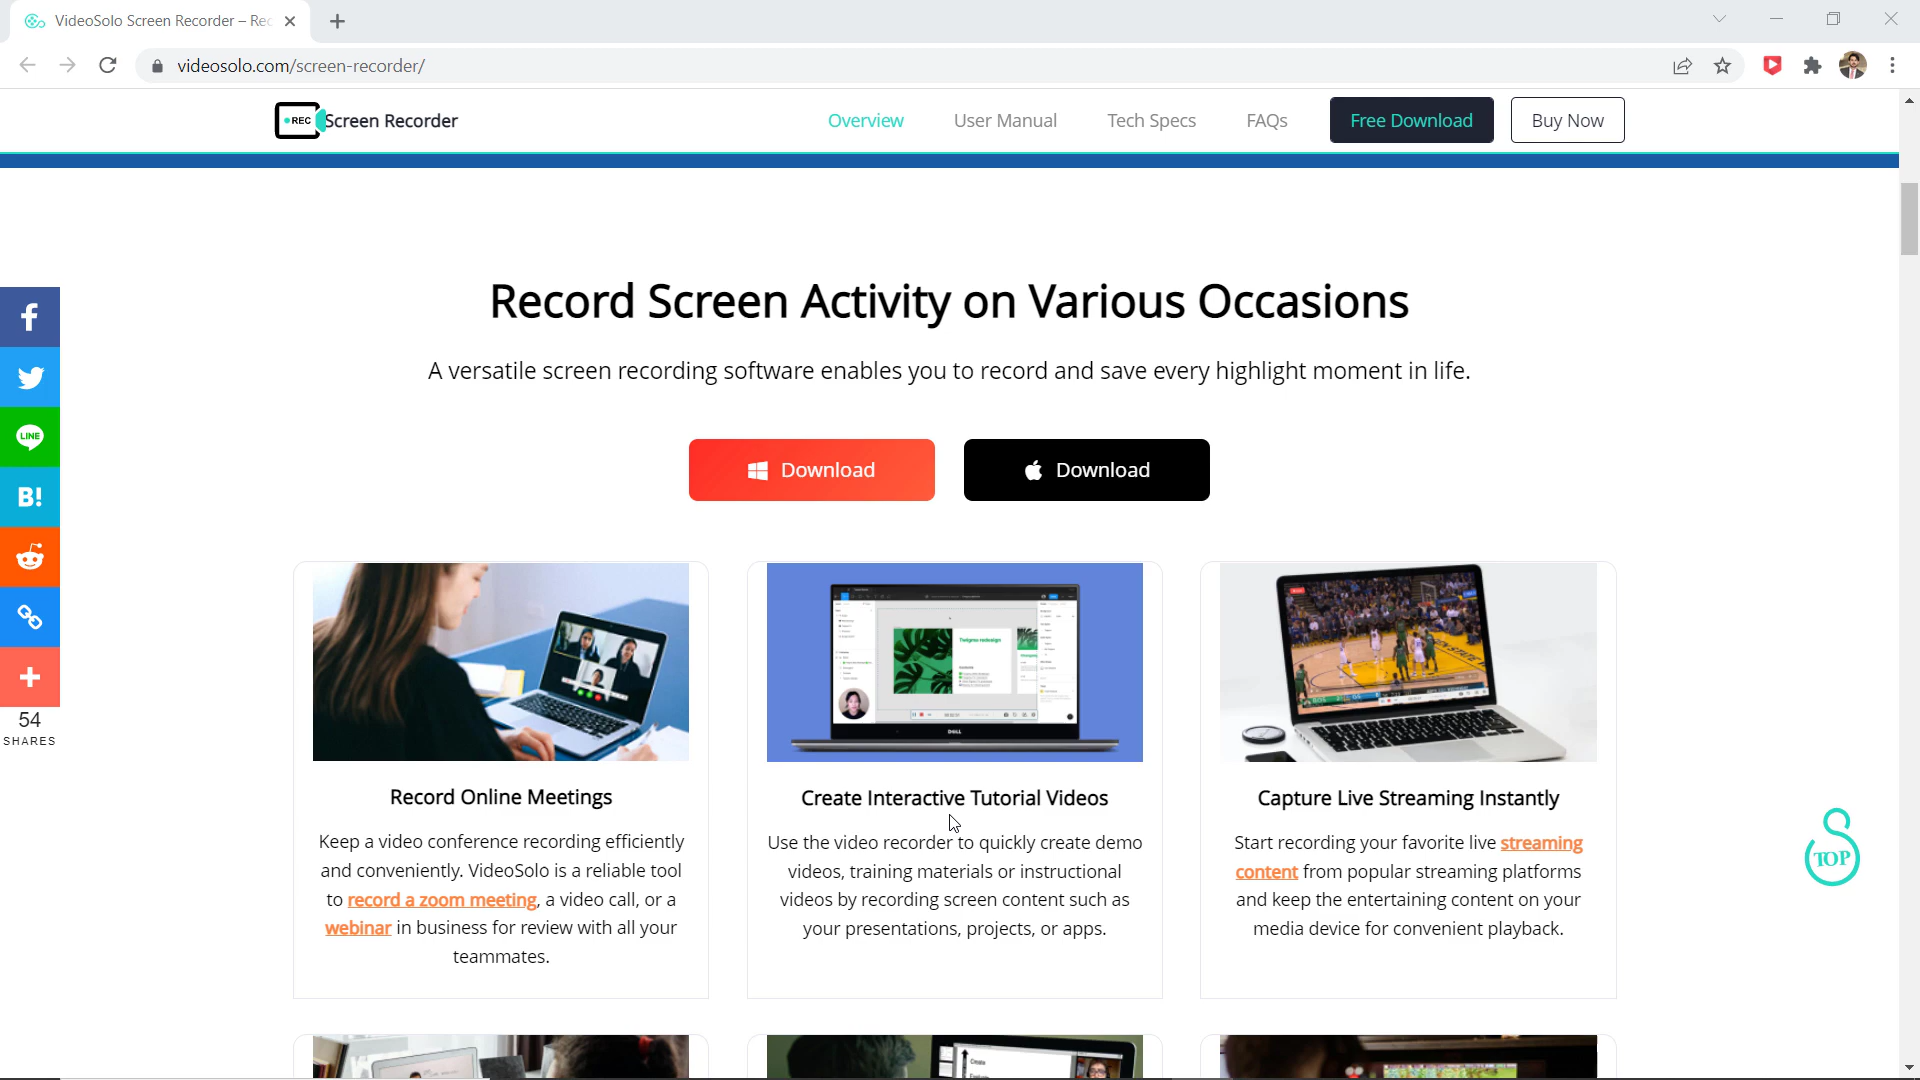 VideoSolo Screen Recorder – Rec
videosolo.com/screen-recorder/
REC Screen Recorder
Overview
User Manual
Tech Specs
FAQs
Free Download
Buy Now
Record Screen Activity on Various Occasions
A versatile screen recording software enables you to record and save every highlight moment in life.
Download
Download
LINE
B!
54
SHARES
Twigree redesign
DELL
Record Online Meetings
Keep a video conference recording efficiently
and conveniently. VideoSolo is a reliable tool
to record a zoom meeting, a video call, or a
webinar in business for review with all your
teammates.
Create Interactive Tutorial Videos
Use the video recorder to quickly create demo
videos, training materials or instructional
videos by recording screen content such as
your presentations, projects, or apps.
Capture Live Streaming Instantly
Start recording your favorite live streaming
content from popular streaming platforms
and keep the entertaining content on your
media device for convenient playback.
TOP
Create